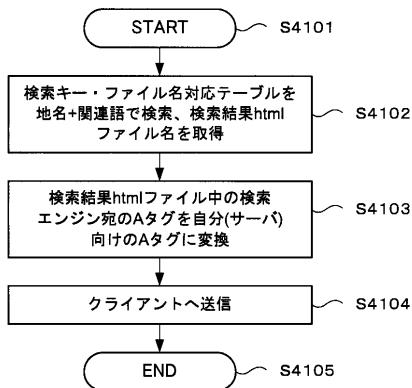 START
S4101
検索キー・ファイル名対応テーブルを
地名+関連語で検索、検索結果html
ファイル名を取得
S4102
検索結果htmlファイル中の検索
エンジン宛のAタグを自分(サーバ)
向けのAタグに変換
S4103
クライアントへ送信
S4104
END
S4105